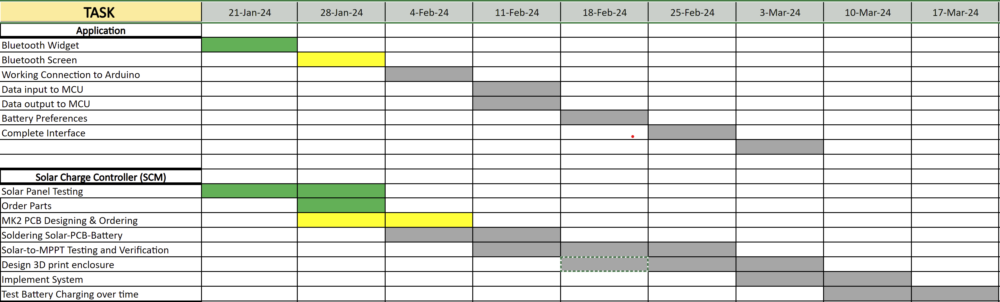 TASK 21-Jan-24 28-Jan-24 4-Feb-24 11-Feb-24 18-Feb-24 25-Feb-24 3-Mar-24 10-Mar-24 17-Mar-24
Application
Bluetooth Widget
Bluetooth Screen
Working Connection to Arduino
Data input to MCU
Data output to MCU
Battery Preferences
Complete Interface
Solar Charge Controller (SCM)
Solar Panel Testing
Order Parts
MK2 PCB Designing & Ordering
Soldering Solar-PCB-Battery
Solar-to-MPPT Testing and Verification
Design 3D print enclosure
Implement System
Test Battery Charging over time